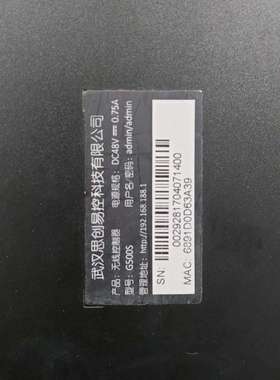 武汉思创易控科技有限公司
产品: 无线控制器 电源规格: DC48V⎓0.75A
型号: G500S 用户名/密码: admin/admin
管理地址: http://192.168.188.1
SN: 0029281704071400
MAC: 6891D0D63A39